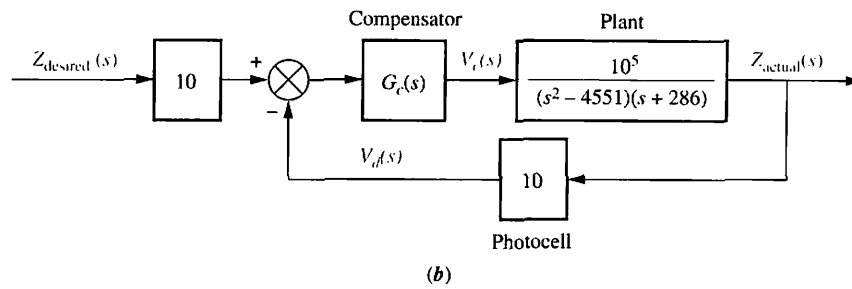 Compensator
Plant
Z_desired(s)
10
+
−
G_c(s)
V_c(s)
10^5
(s^2 − 4551)(s + 286)
Z_actual(s)
V_d(s)
10
Photocell
(b)